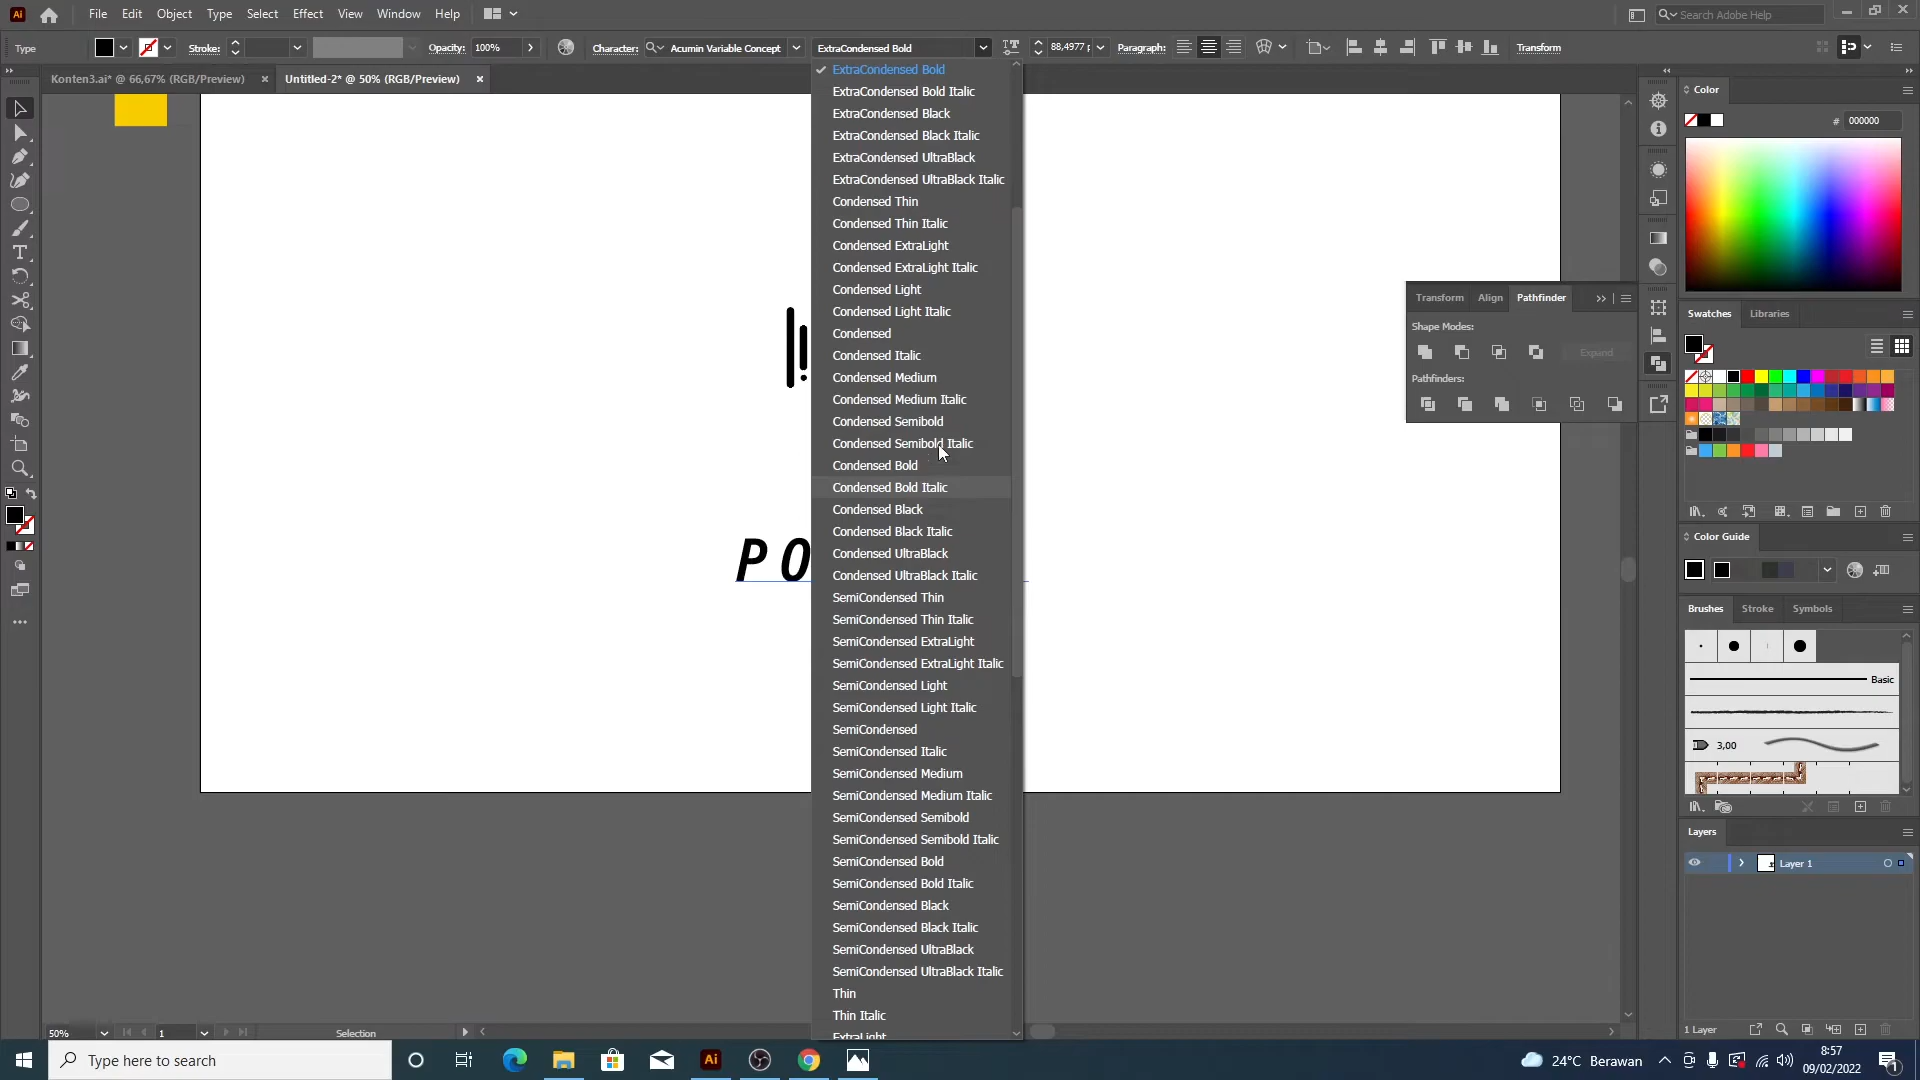 Ai File Edit Object Type Select Effect View Window Help Search Adobe Help
Type Stroke: Opacity: 100% Character: Acumin Variable Concept ExtraCondensed Bold 88,4977 p Paragraph: Transform
Konten3.ai* @ 66,67% (RGB/Preview) × Untitled-2* @ 50% (RGB/Preview) ×
ExtraCondensed Bold
ExtraCondensed Bold Italic
ExtraCondensed Black
ExtraCondensed Black Italic
ExtraCondensed UltraBlack
ExtraCondensed UltraBlack Italic
Condensed Thin
Condensed Thin Italic
Condensed ExtraLight
Condensed ExtraLight Italic
Condensed Light
Condensed Light Italic
Condensed
Condensed Italic
Condensed Medium
Condensed Medium Italic
Condensed Semibold
Condensed Semibold Italic
Condensed Bold
Condensed Bold Italic
Condensed Black
Condensed Black Italic
Condensed UltraBlack
Condensed UltraBlack Italic
SemiCondensed Thin
SemiCondensed Thin Italic
SemiCondensed ExtraLight
SemiCondensed ExtraLight Italic
SemiCondensed Light
SemiCondensed Light Italic
SemiCondensed
SemiCondensed Italic
SemiCondensed Medium
SemiCondensed Medium Italic
SemiCondensed Semibold
SemiCondensed Semibold Italic
SemiCondensed Bold
SemiCondensed Bold Italic
SemiCondensed Black
SemiCondensed Black Italic
SemiCondensed UltraBlack
SemiCondensed UltraBlack Italic
Thin
Thin Italic
ExtraLight
PO
Transform Align Pathfinder
Shape Modes:
Expand
Pathfinders:
Color
# 000000
Swatches Libraries
Color Guide
Brushes Stroke Symbols
Basic
3,00
Layers
Layer 1
1 Layer
50% 1 Selection
Type here to search
Ai
24°C Berawan
8:57
09/02/2022
1